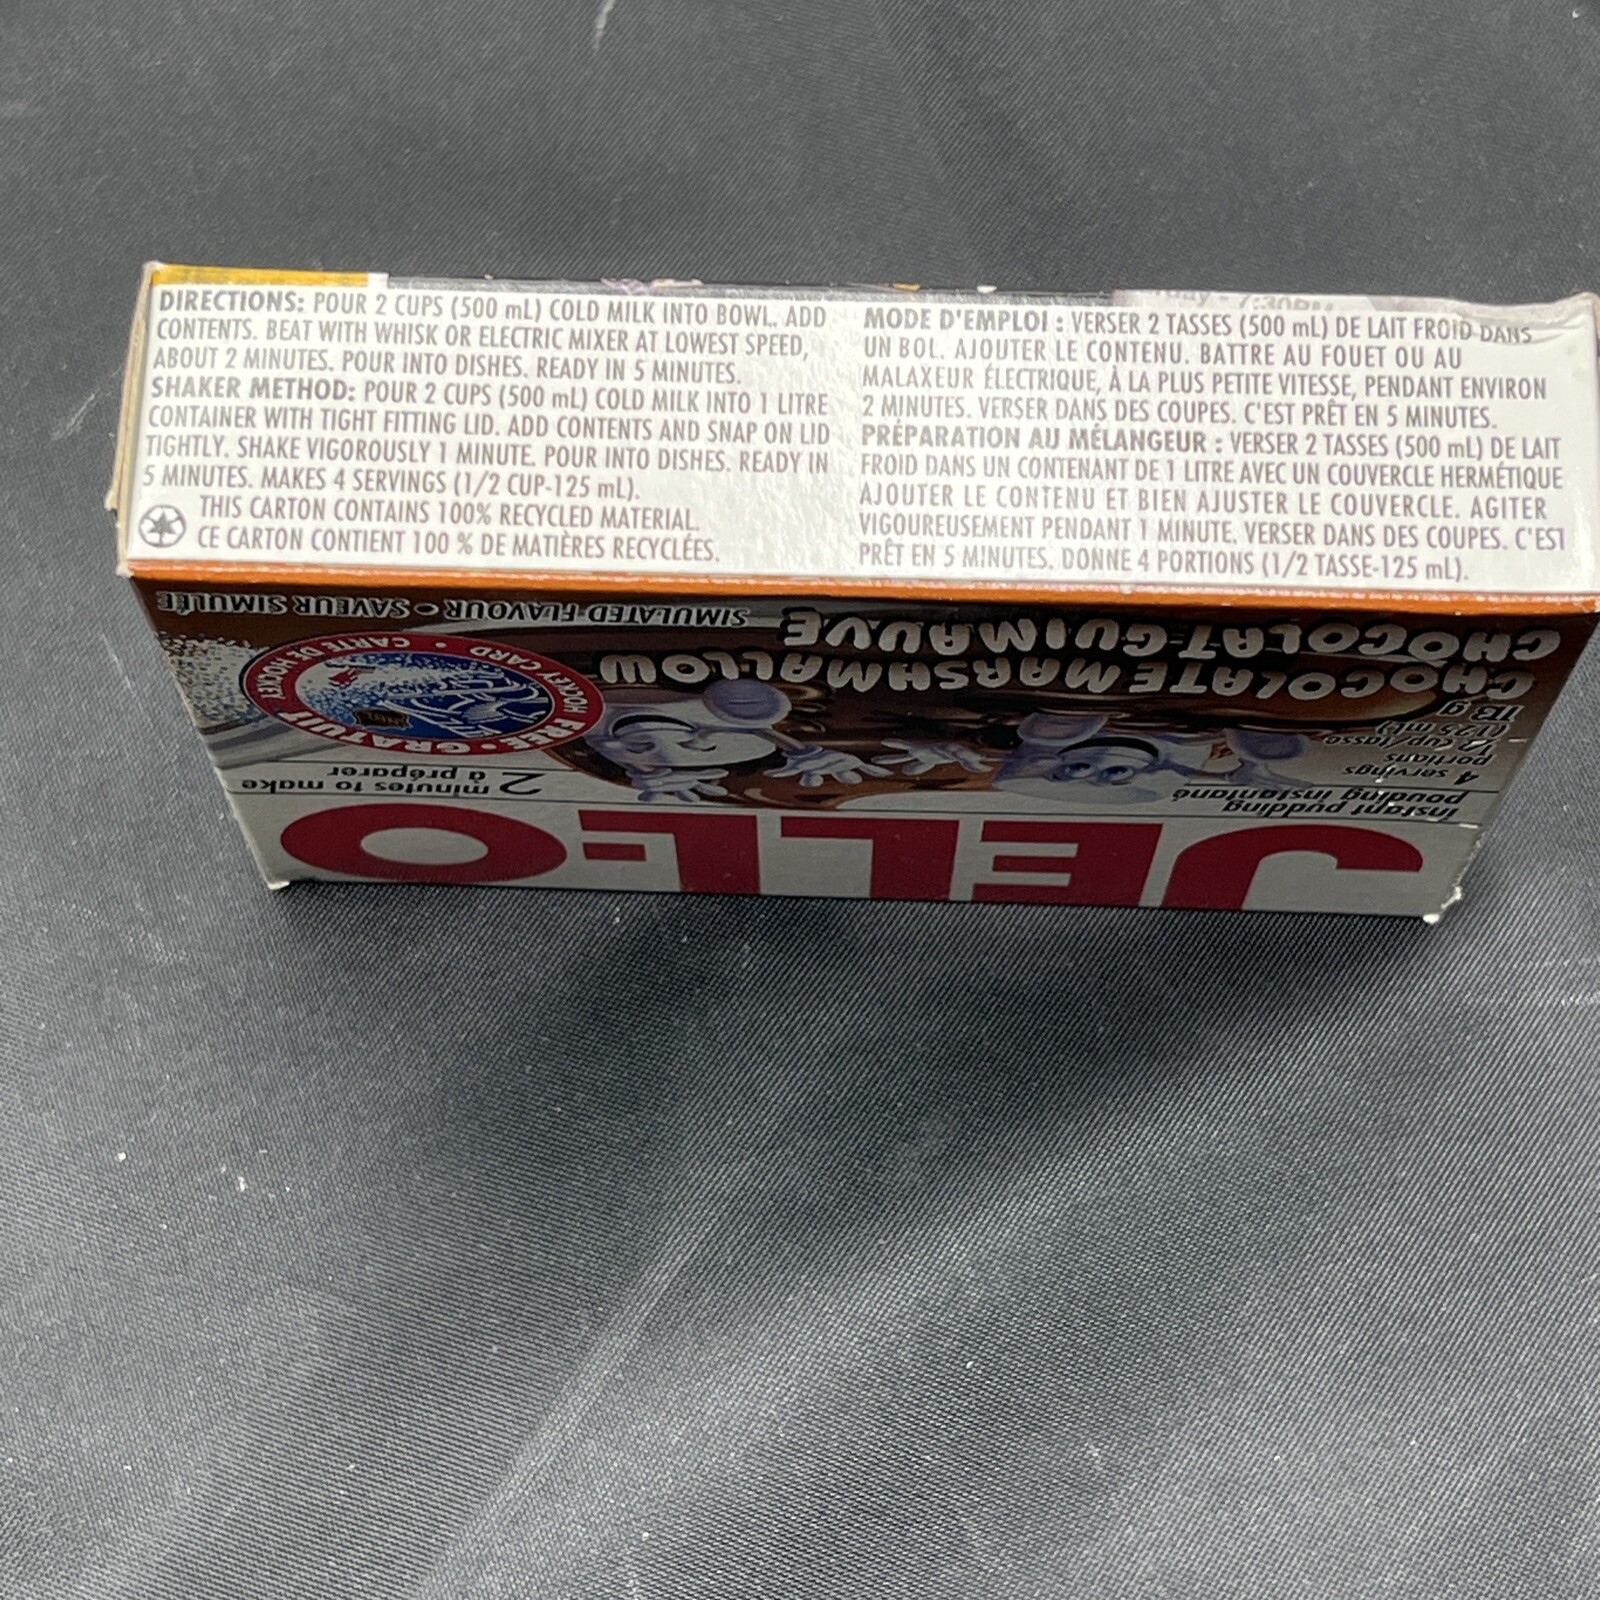 DIRECTIONS: POUR 2 CUPS (500 mL) COLD MILK INTO BOWL. ADD
CONTENTS. BEAT WITH WHISK OR ELECTRIC MIXER AT LOWEST SPEED,
ABOUT 2 MINUTES. POUR INTO DISHES. READY IN 5 MINUTES.
SHAKER METHOD: POUR 2 CUPS (500 mL) COLD MILK INTO 1 LITRE
CONTAINER WITH TIGHT FITTING LID. ADD CONTENTS AND SNAP ON LID
TIGHTLY. SHAKE VIGOROUSLY 1 MINUTE. POUR INTO DISHES. READY IN
5 MINUTES. MAKES 4 SERVINGS (1/2 CUP-125 mL).
THIS CARTON CONTAINS 100% RECYCLED MATERIAL.
CE CARTON CONTIENT 100 % DE MATIÈRES RECYCLÉES.
MODE D'EMPLOI : VERSER 2 TASSES (500 mL) DE LAIT FROID DANS
UN BOL. AJOUTER LE CONTENU. BATTRE AU FOUET OU AU
MALAXEUR ÉLECTRIQUE, À LA PLUS PETITE VITESSE, PENDANT ENVIRON
2 MINUTES. VERSER DANS DES COUPES. C'EST PRÊT EN 5 MINUTES.
PRÉPARATION AU MÉLANGEUR : VERSER 2 TASSES (500 mL) DE LAIT
FROID DANS UN CONTENANT DE 1 LITRE AVEC UN COUVERCLE HERMÉTIQUE
AJOUTER LE CONTENU ET BIEN AJUSTER LE COUVERCLE. AGITER
VIGOUREUSEMENT PENDANT 1 MINUTE. VERSER DANS DES COUPES. C'EST
PRÊT EN 5 MINUTES. DONNE 4 PORTIONS (1/2 TASSE-125 mL).
JELL-O
instant pudding
pouding instantané
2 minutes to make
à préparer
4 servings
portions
1/2 cup/tasse
(125 mL)
113 g
CHOCOLATE MARSHMALLOW
CHOCOLAT GUIMAUVE
SIMULATED FLAVOUR • SAVEUR SIMULÉE
FREE • GRATUIT
HOCKEY CARD • CARTE DE HOCKEY